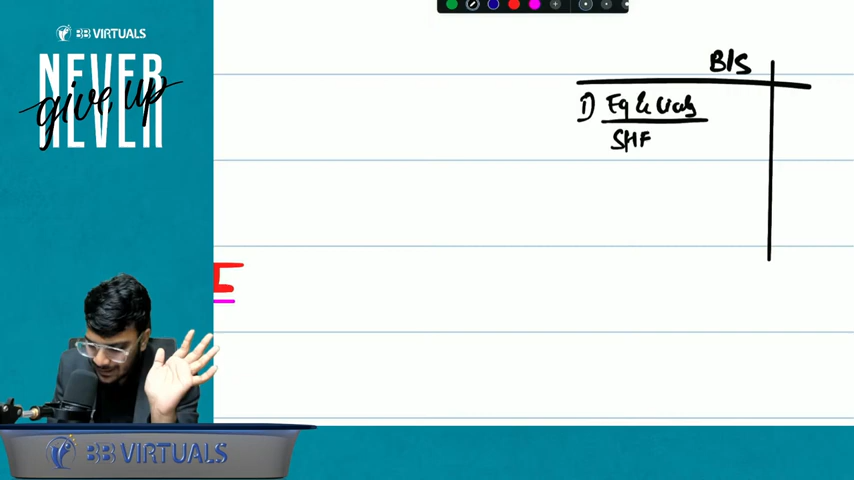 BB VIRTUALS
NEVER
give up
NEVER
B/S
1) Eq & Liab
SHF
I
BB VIRTUALS